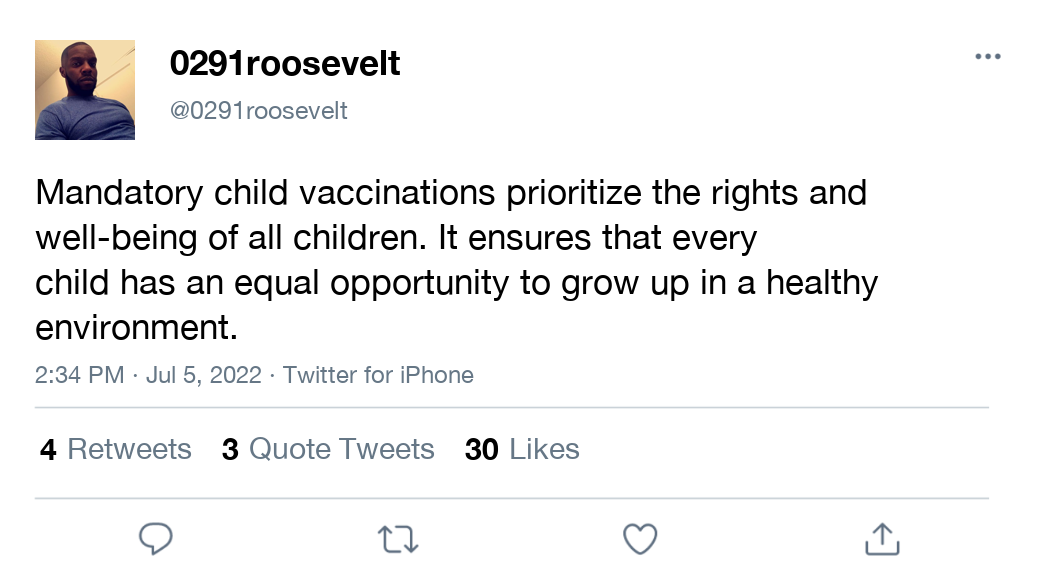 0291roosevelt
@0291roosevelt
Mandatory child vaccinations prioritize the rights and
well-being of all children. It ensures that every
child has an equal opportunity to grow up in a healthy
environment.
2:34 PM · Jul 5, 2022 · Twitter for iPhone
4 Retweets 3 Quote Tweets 30 Likes